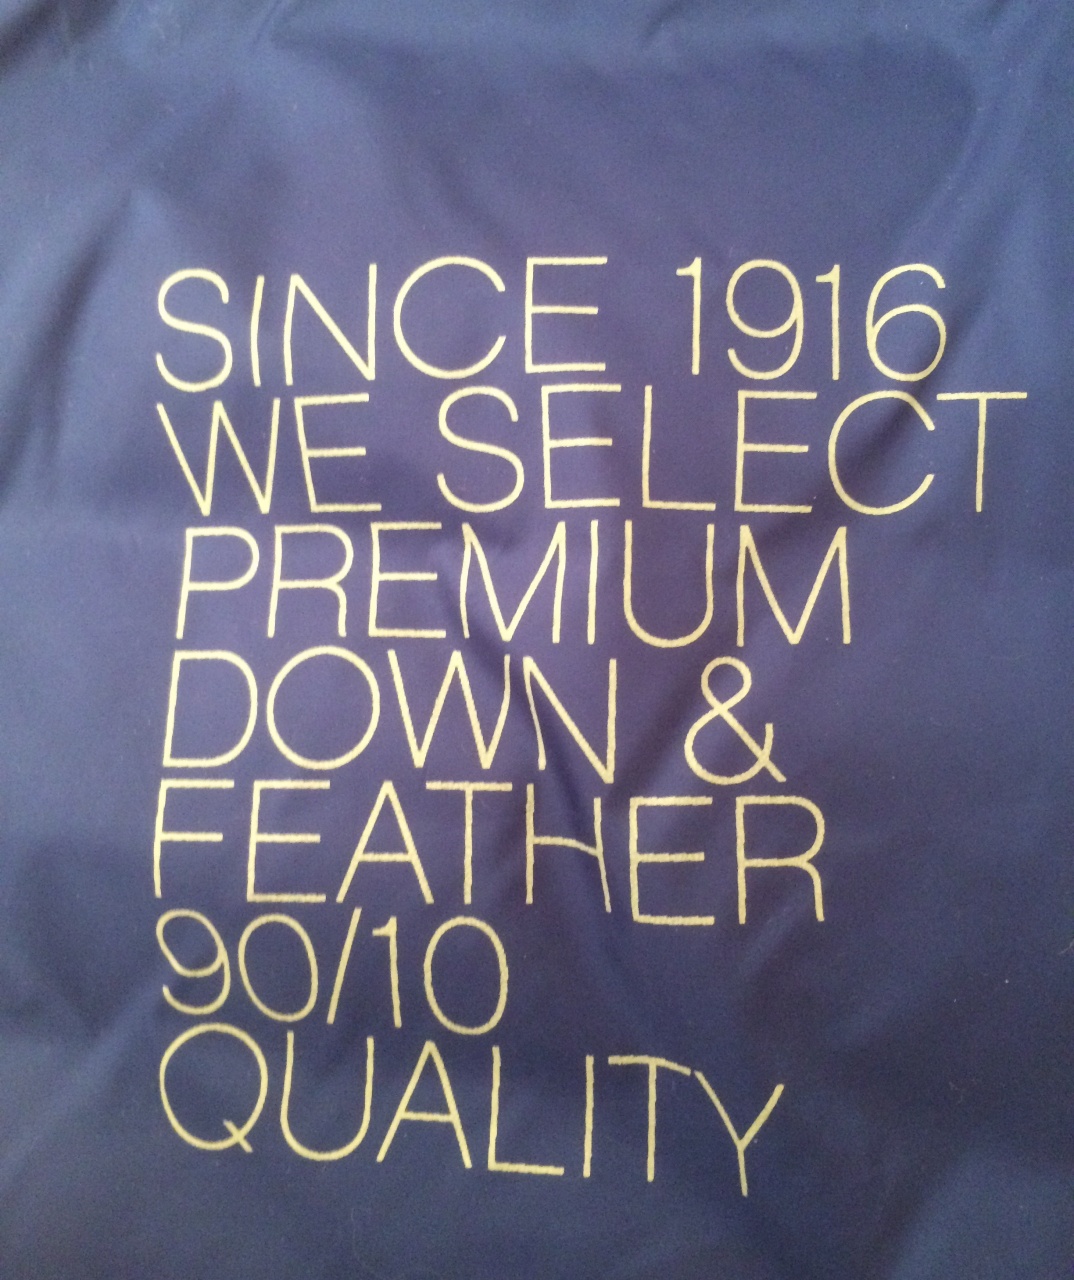 SINCE 1916
WE SELECT
PREMIUM
DOWN &
FEATHER
90/10
QUALITY